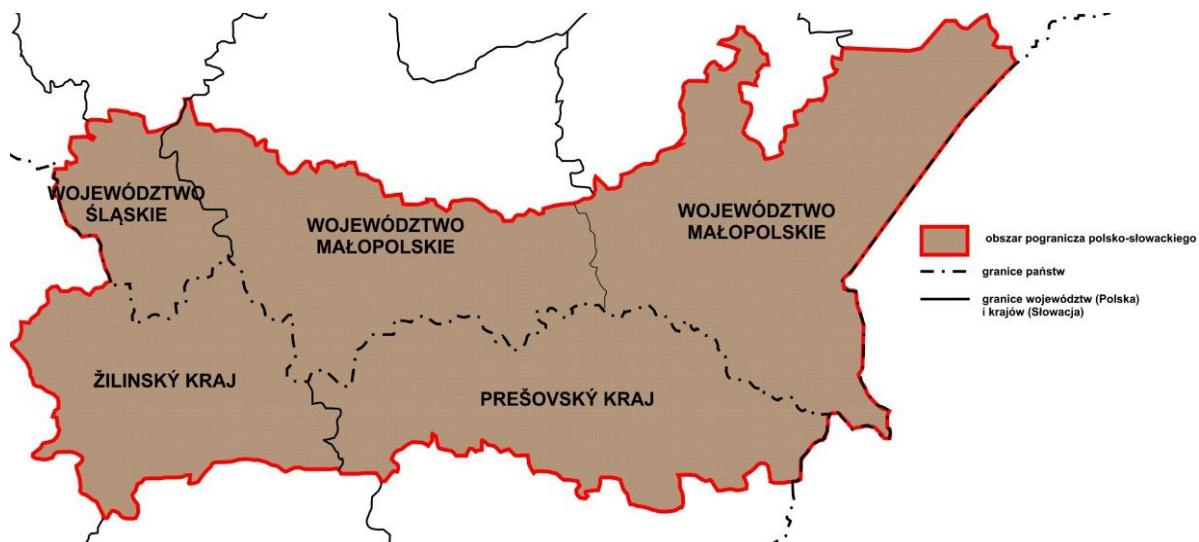 WOJEWÓDZTWO
ŚLĄSKIE
WOJEWÓDZTWO
MAŁOPOLSKIE
WOJEWÓDZTWO
MAŁOPOLSKIE
ŽILINSKÝ KRAJ
PREŠOVSKÝ KRAJ
obszar pogranicza polsko-słowackiego
granice państw
granice województw (Polska)
i krajów (Słowacja)